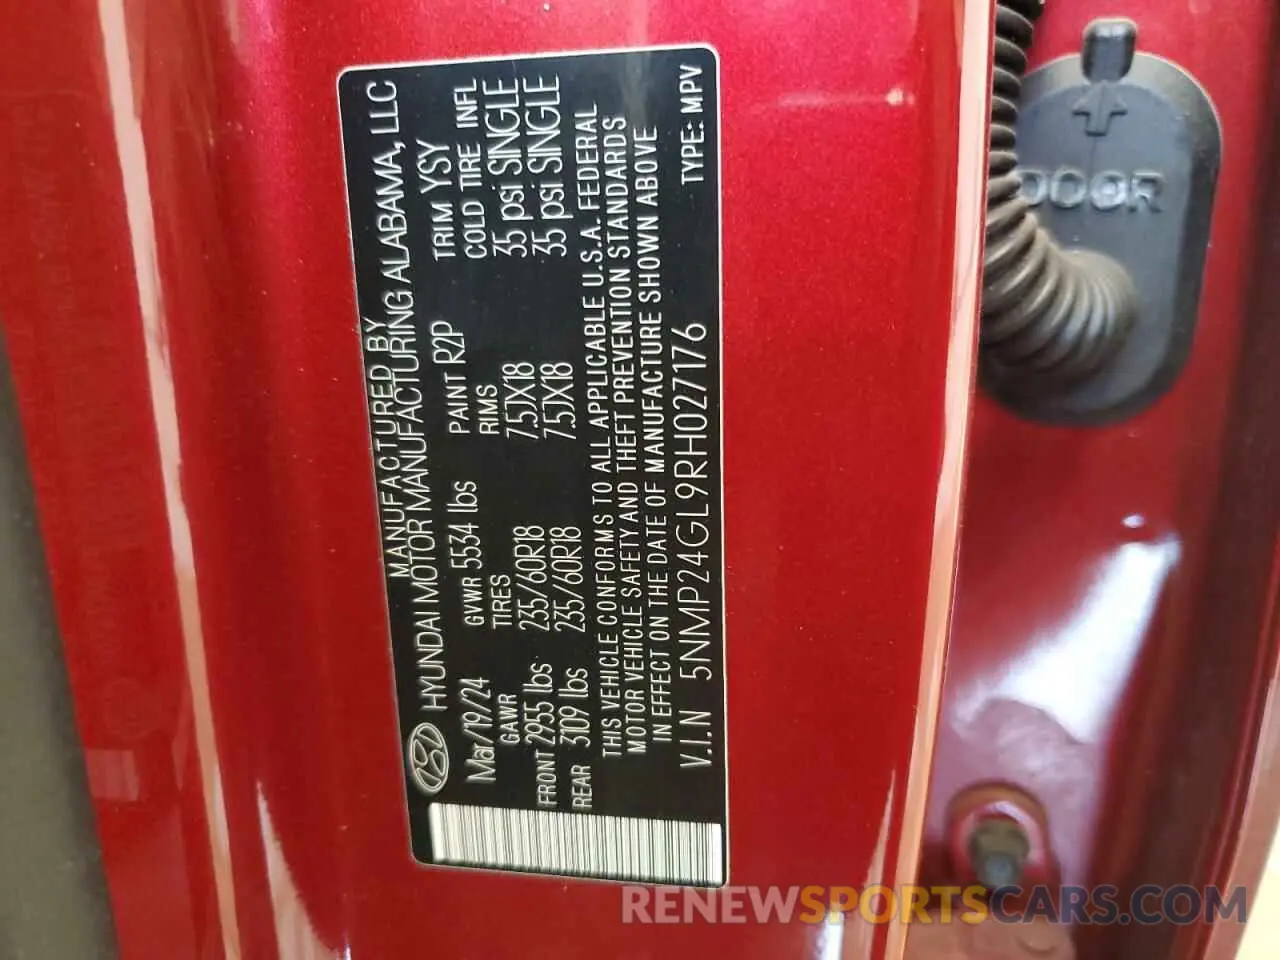 MANUFACTURED BY
HYUNDAI MOTOR MANUFACTURING ALABAMA, LLC
Mar/19/24 GVWR 5534 lbs PAINT R2P TRIM YSY
GAWR TIRES RIMS COLD TIRE INFL
FRONT 2955 lbs 235/60R18 7.5JX18 35 psi SINGLE
REAR 3109 lbs 235/60R18 7.5JX18 35 psi SINGLE
THIS VEHICLE CONFORMS TO ALL APPLICABLE U.S.A. FEDERAL
MOTOR VEHICLE SAFETY AND THEFT PREVENTION STANDARDS
IN EFFECT ON THE DATE OF MANUFACTURE SHOWN ABOVE
V.I.N 5NMP24GL9RH027176 TYPE: MPV
DOOR
RENEWSPORTSCARS.COM